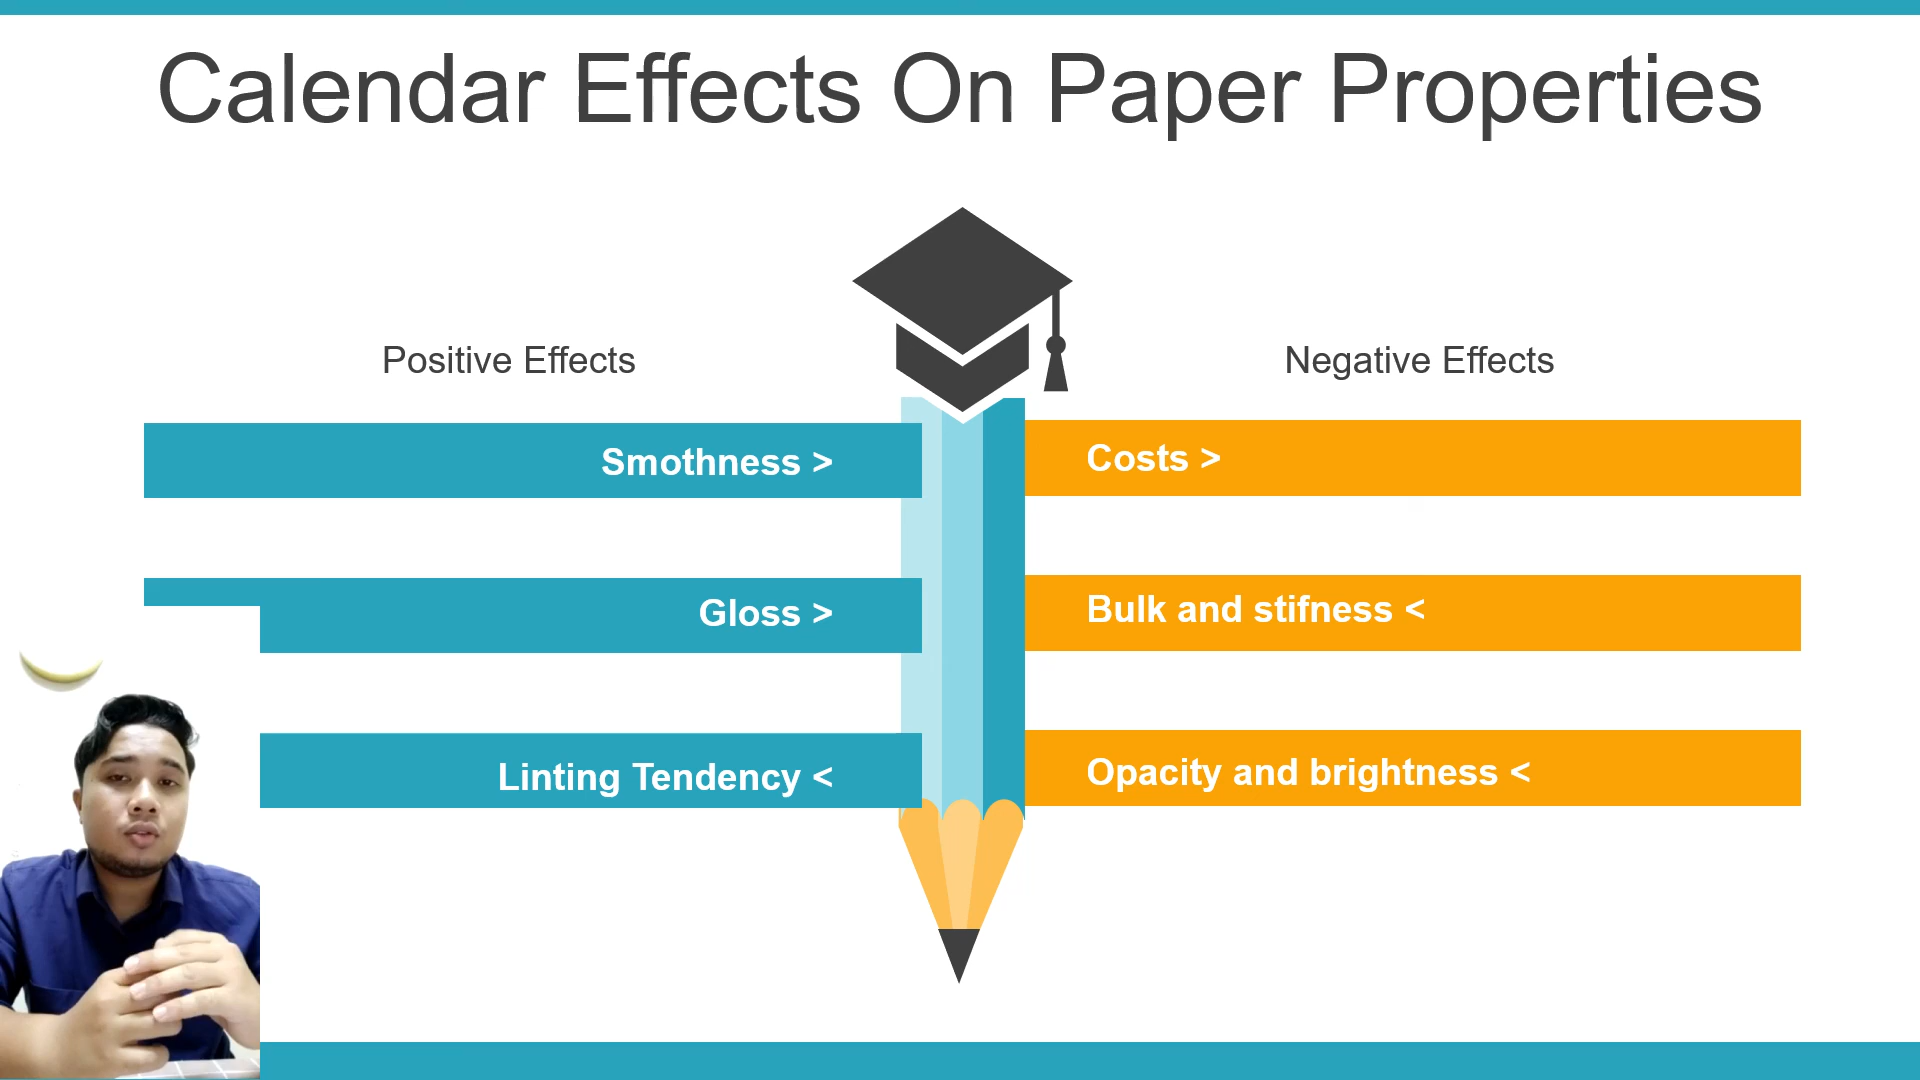 Calendar Effects On Paper Properties
Positive Effects
Smothness >
Gloss >
Linting Tendency <
Negative Effects
Costs >
Bulk and stifness <
Opacity and brightness <